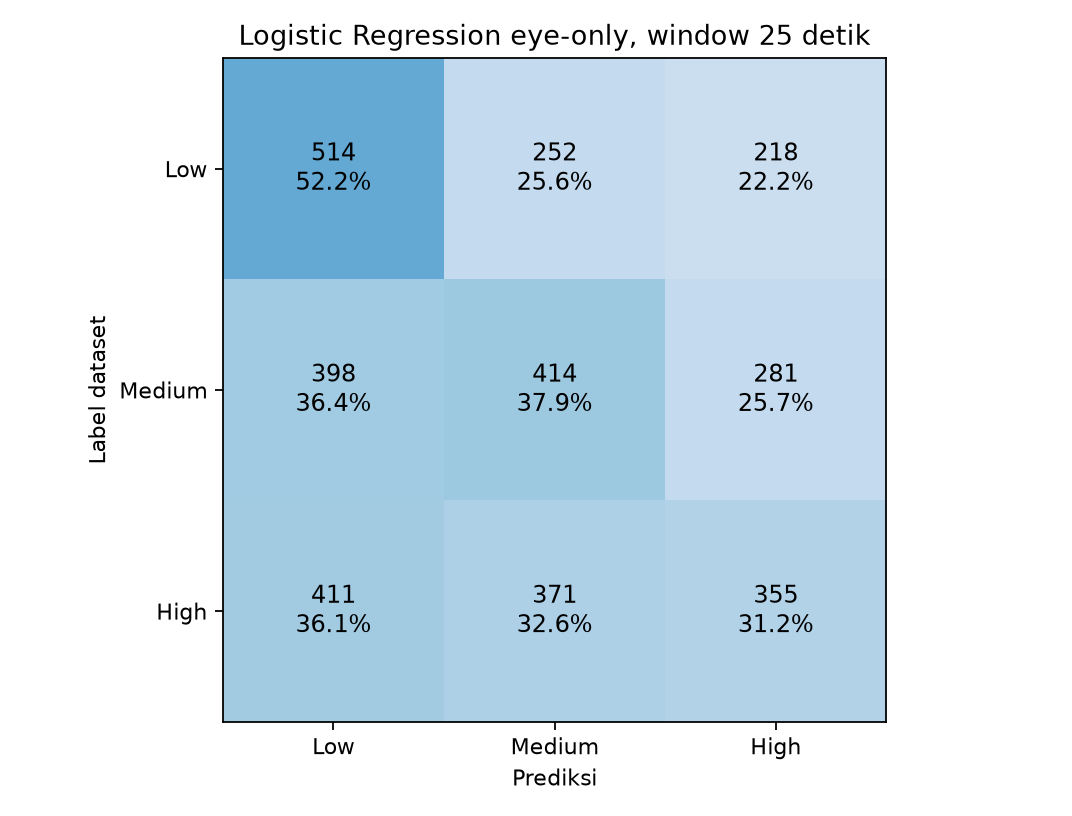 Logistic Regression eye-only, window 25 detik
514
52.2%
252
25.6%
218
22.2%
Low
398
36.4%
414
37.9%
281
25.7%
Medium
Label dataset
411
36.1%
371
32.6%
355
31.2%
High
Low
Medium
High
Prediksi